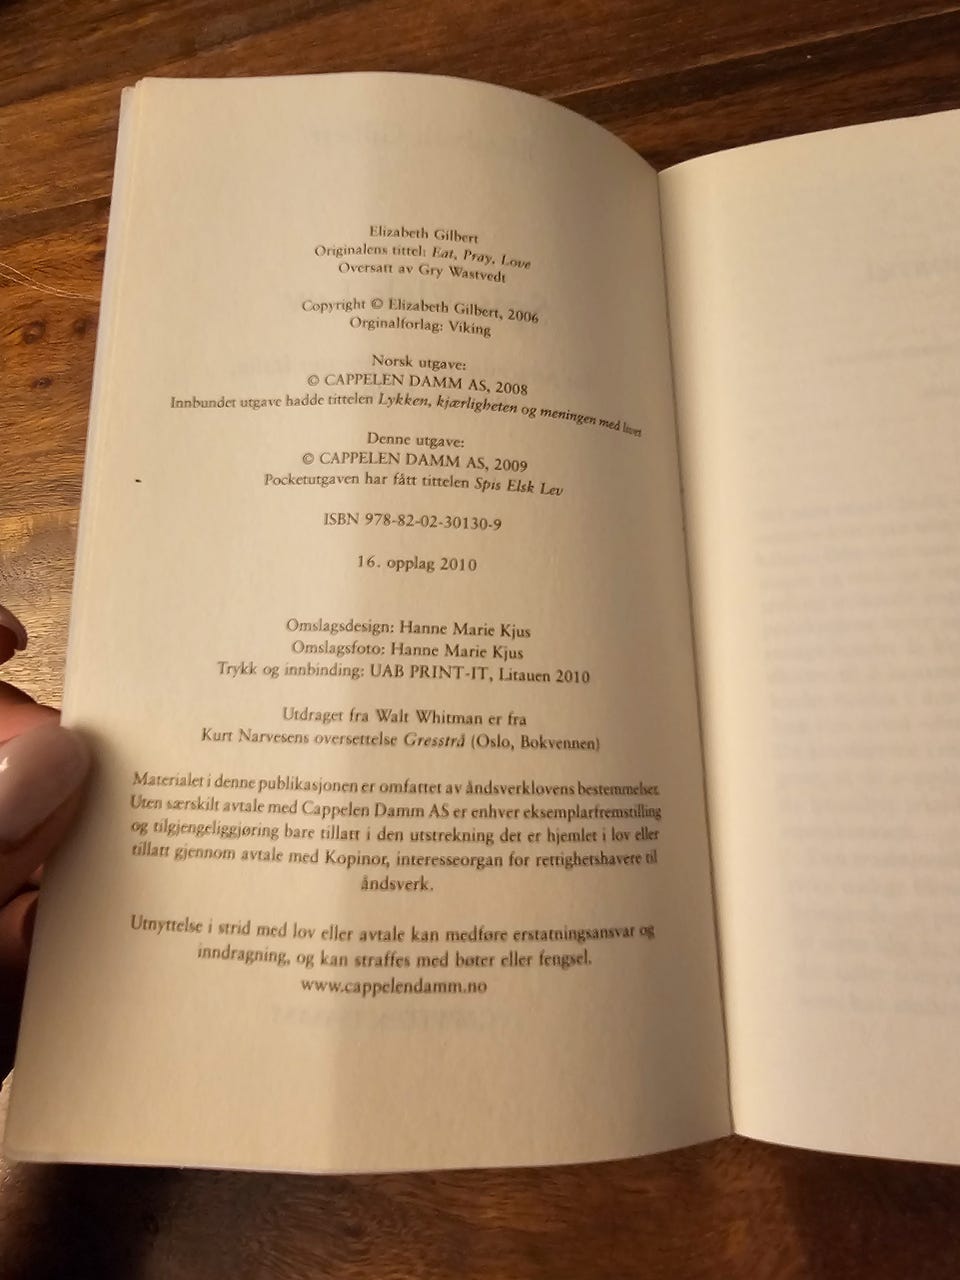 Elizabeth Gilbert
Originalens tittel: Eat, Pray, Love
Oversatt av Gry Wastvedt
Copyright © Elizabeth Gilbert, 2006
Orginalforlag: Viking
Norsk utgave:
© CAPPELEN DAMM AS, 2008
Innbundet utgave hadde tittelen Lykken, kjærligheten og meningen med livet
Denne utgave:
© CAPPELEN DAMM AS, 2009
Pocketutgaven har fått tittelen Spis Elsk Lev
ISBN 978-82-02-30130-9
16. opplag 2010
Omslagsdesign: Hanne Marie Kjus
Omslagsfoto: Hanne Marie Kjus
Trykk og innbinding: UAB PRINT-IT, Litauen 2010
Utdraget fra Walt Whitman er fra
Kurt Narvesens oversettelse Gresstrå (Oslo, Bokvennen)
Materialet i denne publikasjonen er omfattet av åndsverklovens bestemmelser.
Uten særskilt avtale med Cappelen Damm AS er enhver eksemplarfremstilling
og tilgjengeliggjøring bare tillatt i den utstrekning det er hjemlet i lov eller
tillatt gjennom avtale med Kopinor, interesseorgan for rettighetshavere til
åndsverk.
Utnyttelse i strid med lov eller avtale kan medføre erstatningsansvar og
inndragning, og kan straffes med bøter eller fengsel.
www.cappelendamm.no